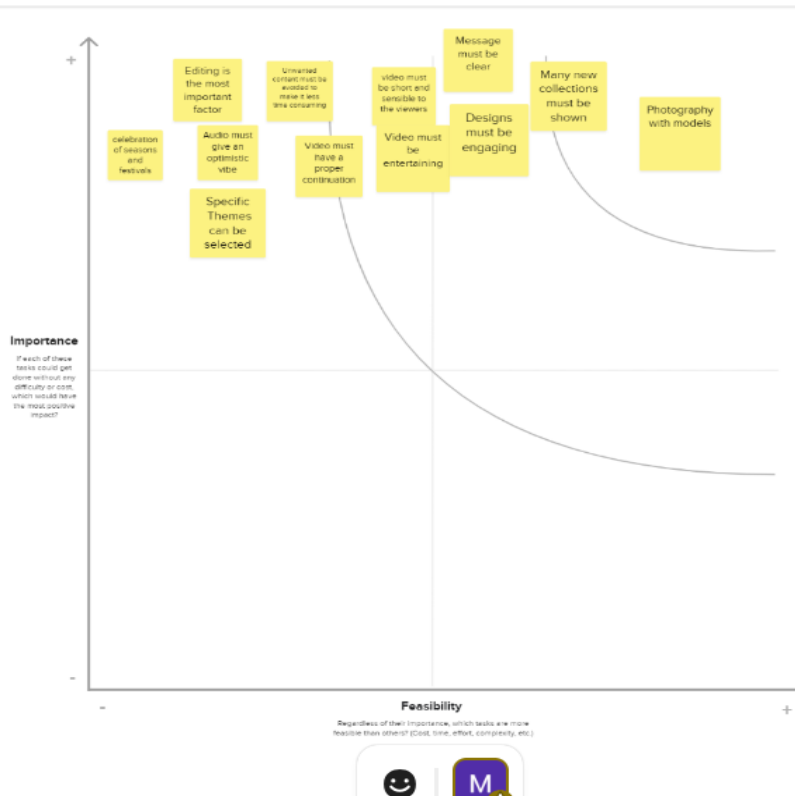 +
Message
must be
clear
Editing is
the most
important
factor
Unwanted
content must be
avoided to
make it less
time consuming
video must
be short and
sensible to
the viewers
Many new
collections
must be
shown
Photography
with models
Designs
must be
engaging
celebration
of seasons
and
festivals
Audio must
give an
optimistic
vibe
Video must
have a
proper
continuation
Video must
be
entertaining
Specific
Themes
can be
selected
Importance
If each of these
tasks could get
done without any
difficulty or cost,
which would have
the most positive
impact?
-
-
Feasibility
+
Regardless of their importance, which tasks are more
feasible than others? (Cost, time, effort, complexity, etc.)
M